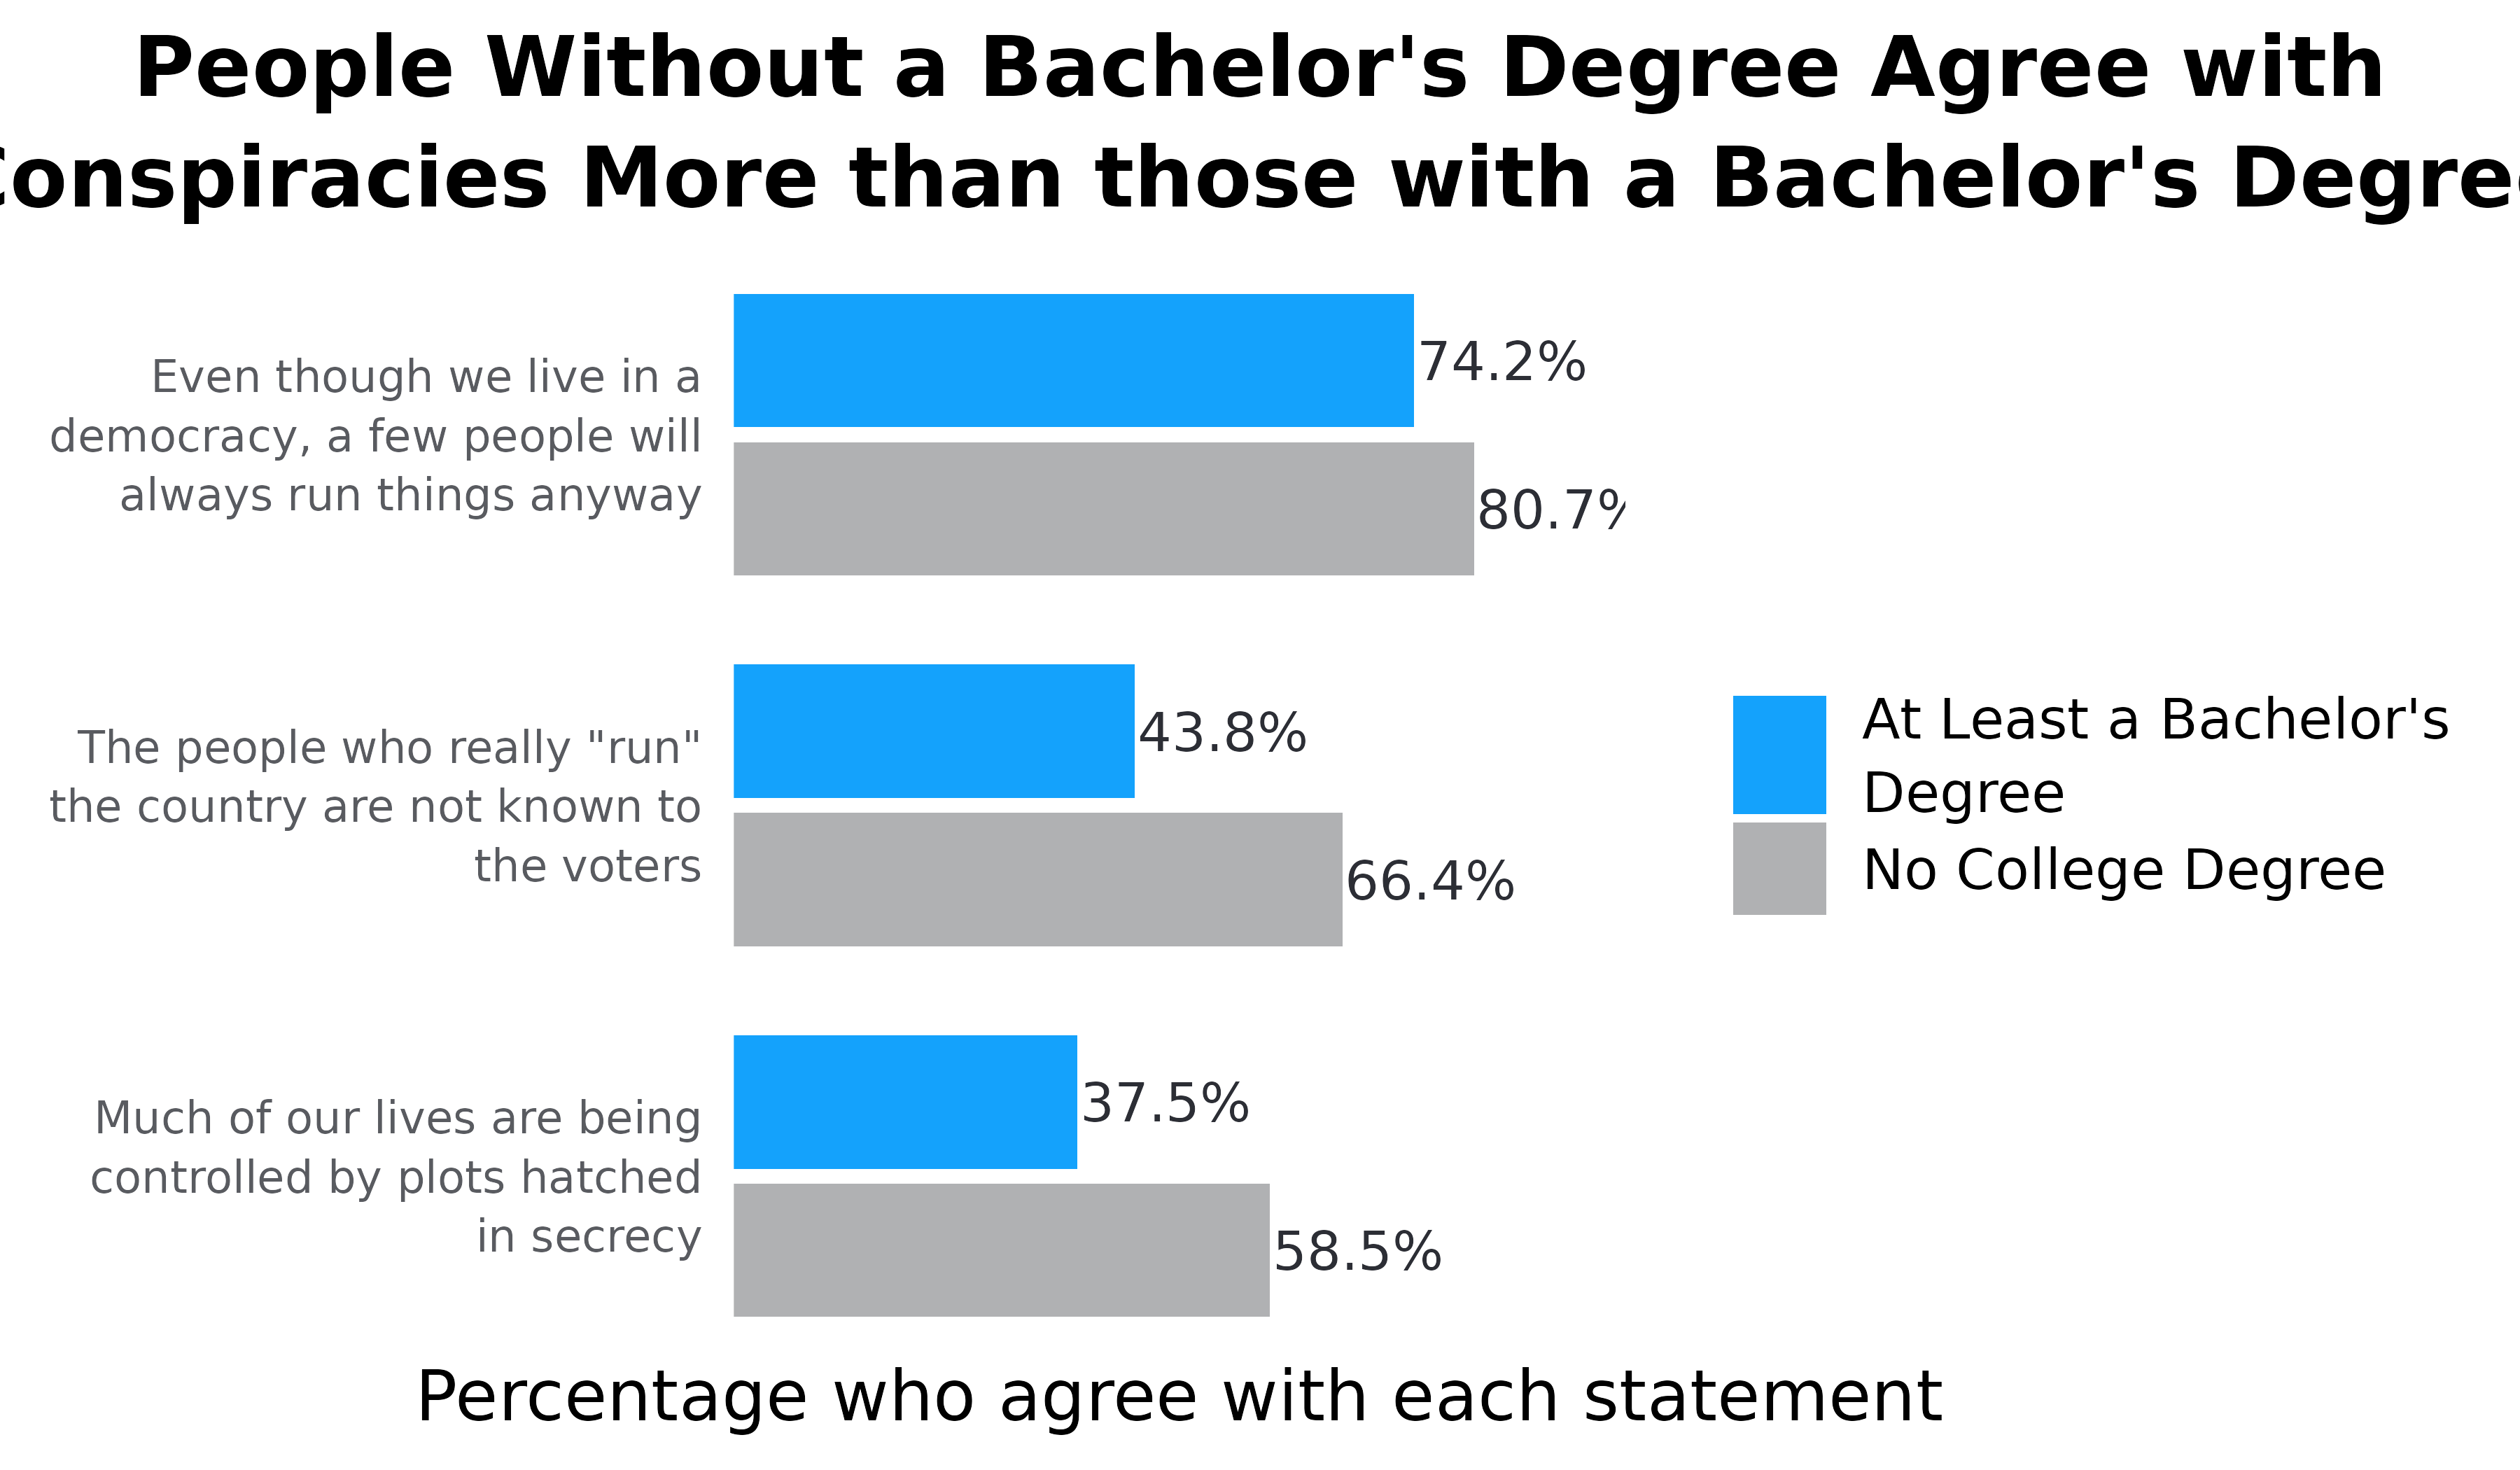 People Without a Bachelor's Degree Agree with
Conspiracies More than those with a Bachelor's Degree
Even though we live in a
democracy, a few people will
always run things anyway
74.2%
80.7%
The people who really "run"
the country are not known to
the voters
43.8%
66.4%
At Least a Bachelor's
Degree
No College Degree
Much of our lives are being
controlled by plots hatched
in secrecy
37.5%
58.5%
Percentage who agree with each statement